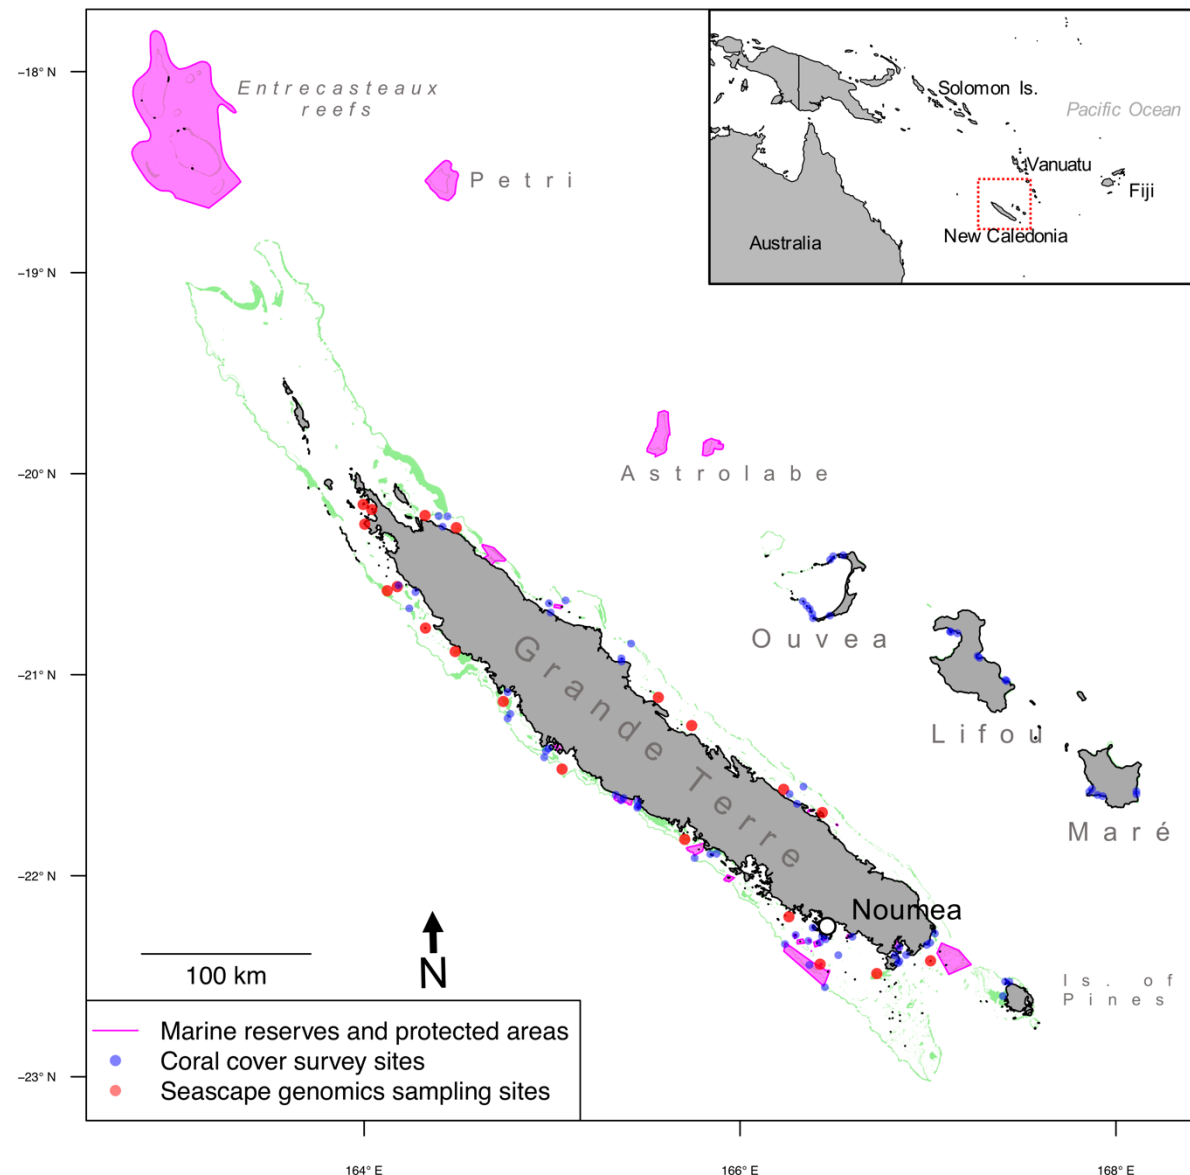 −18° N
−19° N
−20° N
−21° N
−22° N
−23° N
Entrecasteaux
reefs
Petri
Solomon Is.
Pacific Ocean
Vanuatu
Fiji
New Caledonia
Australia
Astrolabe
Ouvea
Lifou
Maré
Grande Terre
Noumea
Is. of
Pines
100 km
N
Marine reserves and protected areas
Coral cover survey sites
Seascape genomics sampling sites
164° E
166° E
168° E